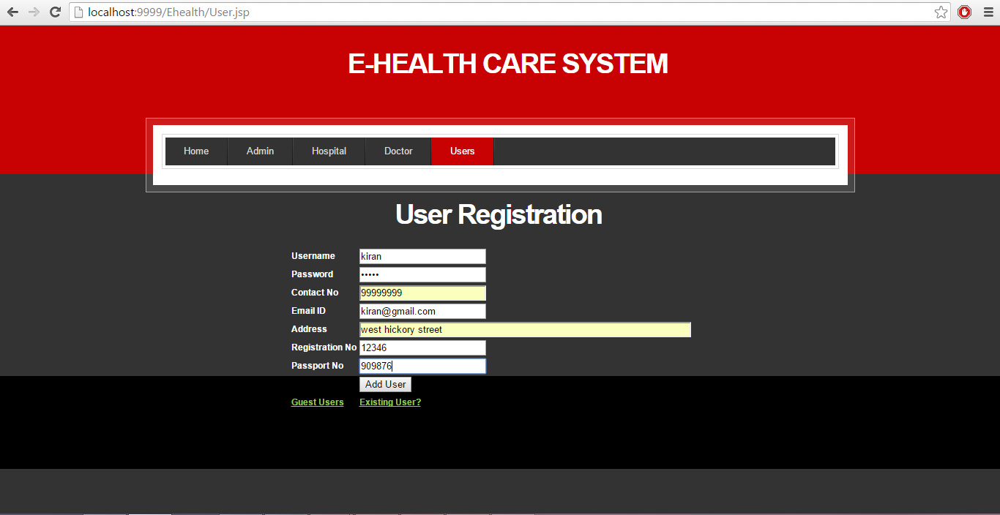 localhost:9999/Ehealth/User.jsp
E-HEALTH CARE SYSTEM
Home Admin Hospital Doctor Users
User Registration
Username kiran
Password •••••
Contact No 99999999
Email ID kiran@gmail.com
Address west hickory street
Registration No 12346
Passport No 909876
Add User
Guest Users Existing User?